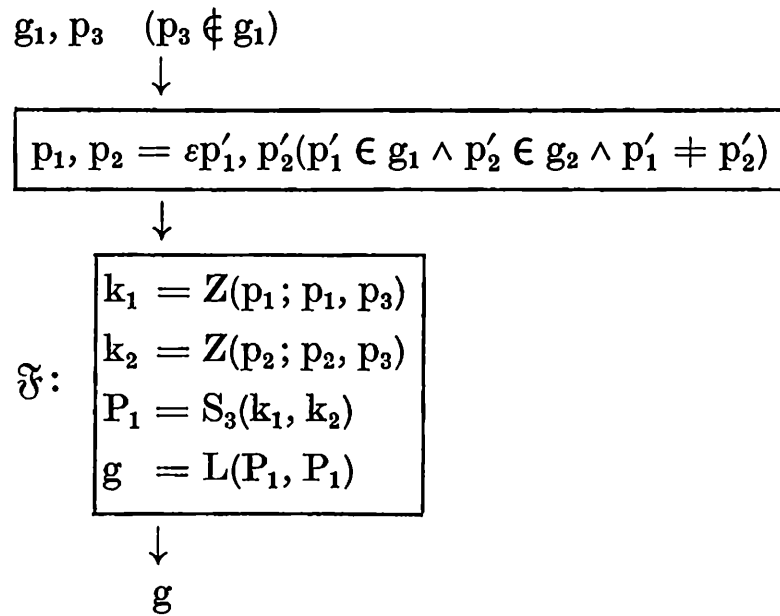 g₁, p₃ (p₃ ∉ g₁)
↓
p₁, p₂ = εp′₁, p′₂(p′₁ ∈ g₁ ∧ p′₂ ∈ g₂ ∧ p′₁ ≠ p′₂)
↓
k₁ = Z(p₁; p₁, p₃)
k₂ = Z(p₂; p₂, p₃)
𝔉:
P₁ = S₃(k₁, k₂)
g = L(P₁, P₁)
↓
g